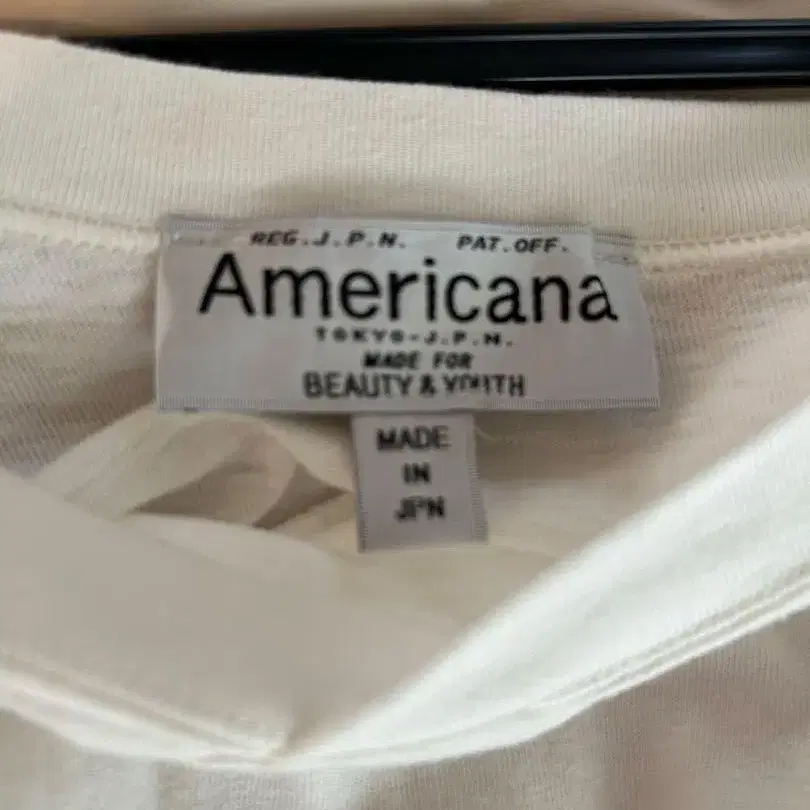 REG.J.P.N. PAT.OFF.
Americana
TOKYO-J.P.N.
MADE FOR
BEAUTY & YOUTH
MADE
IN
JPN